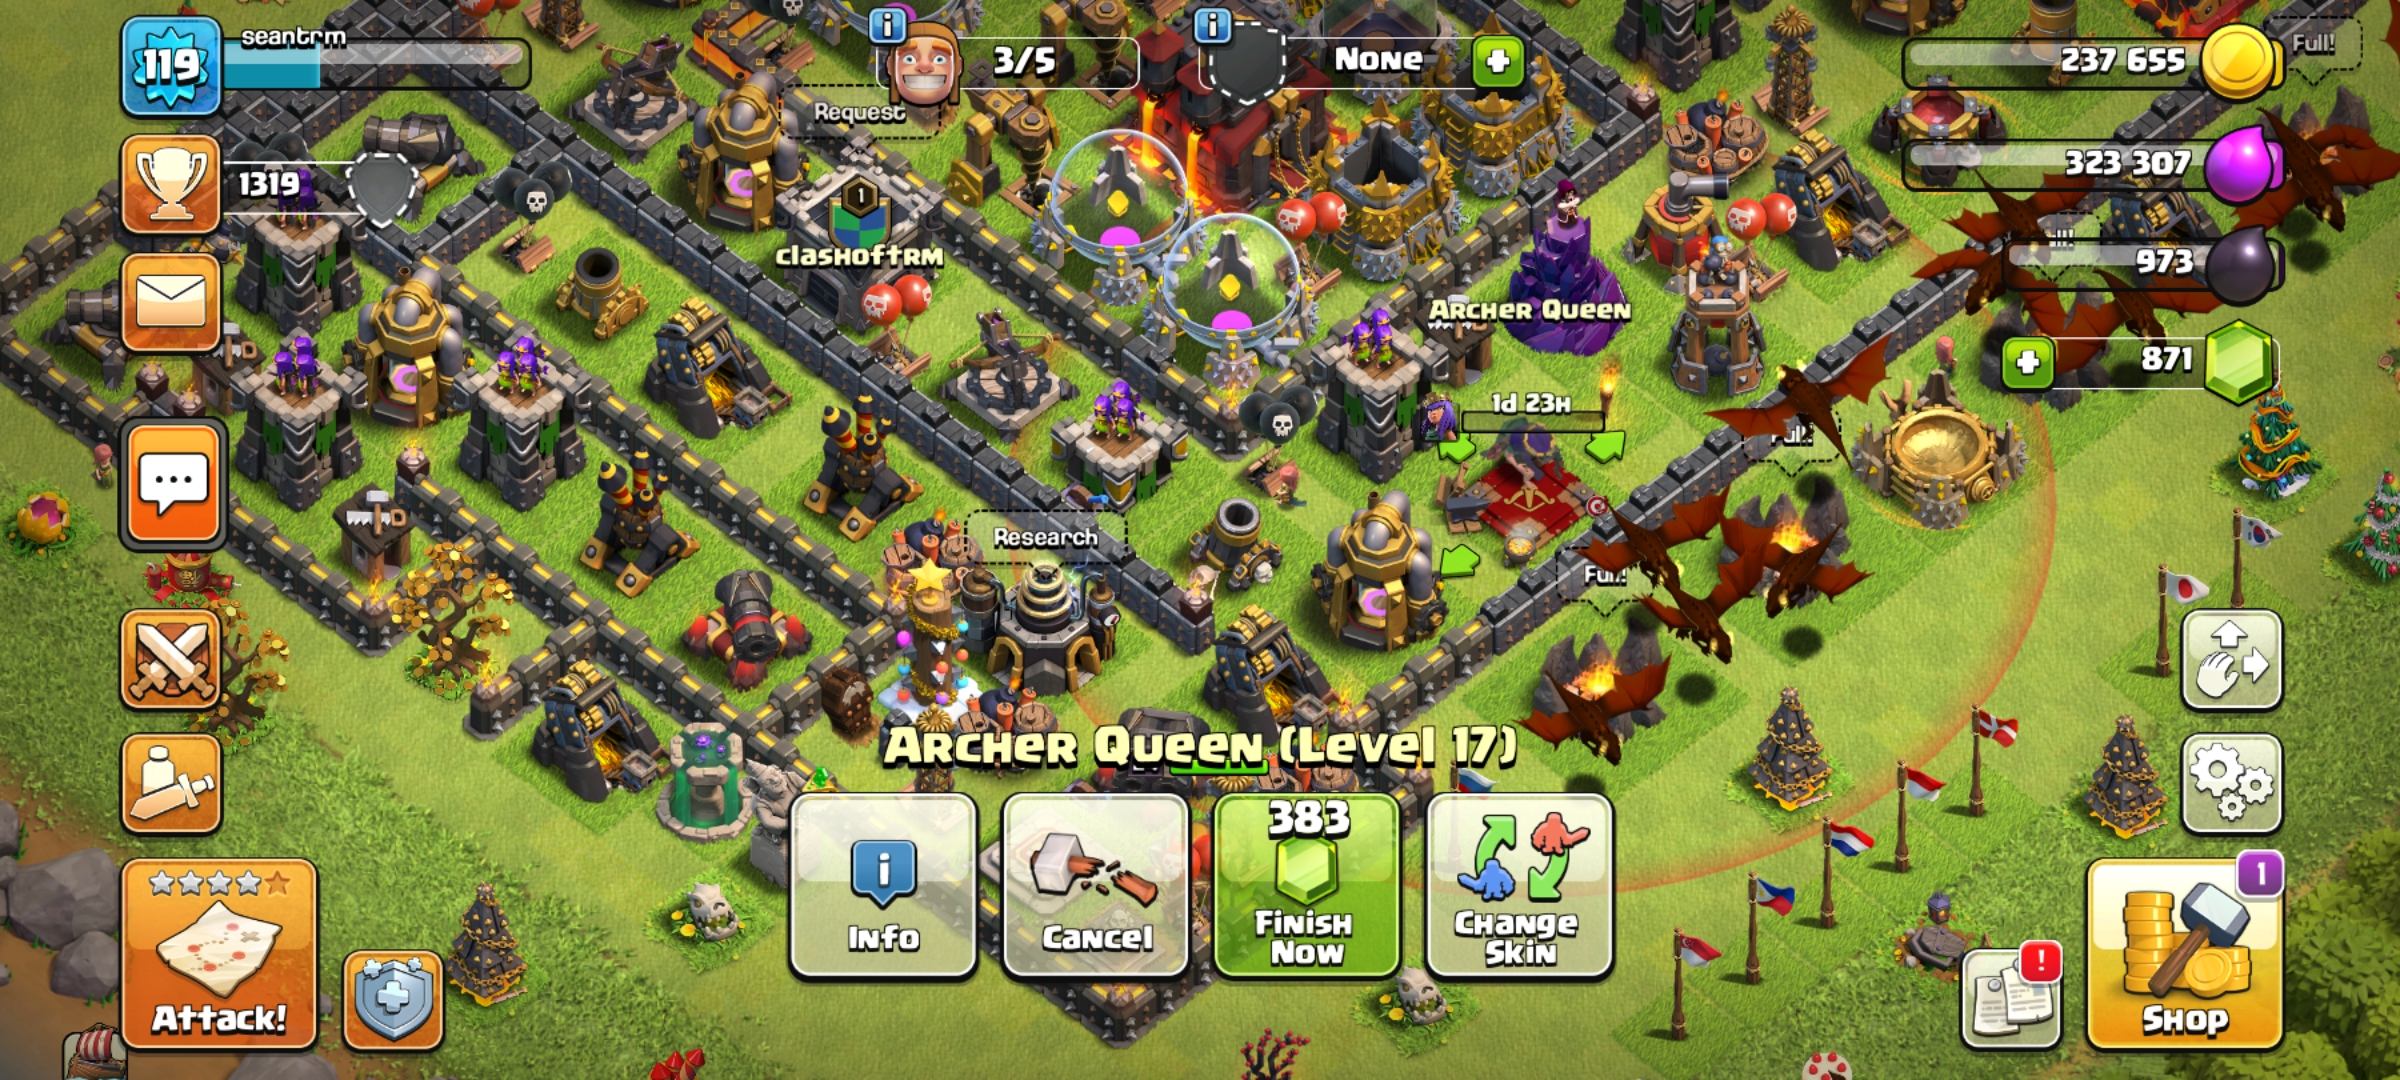 119
seantrm
3/5
None
237 655
Full!
Request
1319
1
323 307
clashoftrm
973
Archer Queen
871
1d 23h
Full!
Research
Full!
Archer Queen (Level 17)
Info
Cancel
383
Finish
Now
Change
Skin
Attack!
1
!
Shop